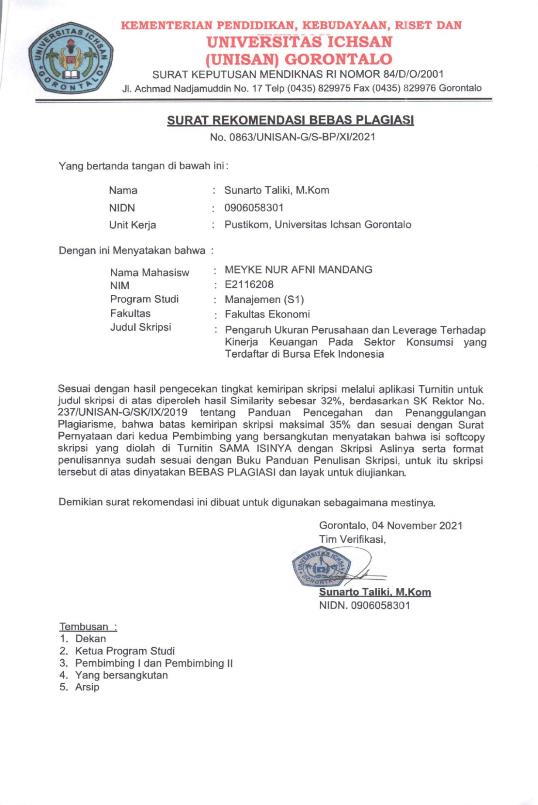 KEMENTERIAN PENDIDIKAN, KEBUDAYAAN, RISET DAN
UNIVERSITAS ICHSAN
(UNISAN) GORONTALO
SURAT KEPUTUSAN MENDIKNAS RI NOMOR 84/D/O/2001
Jl. Achmad Nadjamuddin No. 17 Telp (0435) 829975 Fax (0435) 829976 Gorontalo
UNIVERSITAS ICHSAN
GORONTALO
SURAT REKOMENDASI BEBAS PLAGIASI
No. 0863/UNISAN-G/S-BP/XI/2021
Yang bertanda tangan di bawah ini :
Nama : Sunarto Taliki, M.Kom
NIDN : 0906058301
Unit Kerja : Pustikom, Universitas Ichsan Gorontalo
Dengan ini Menyatakan bahwa :
Nama Mahasisw : MEYKE NUR AFNI MANDANG
NIM : E2116208
Program Studi : Manajemen (S1)
Fakultas : Fakultas Ekonomi
Judul Skripsi : Pengaruh Ukuran Perusahaan dan Leverage Terhadap
Kinerja Keuangan Pada Sektor Konsumsi yang
Terdaftar di Bursa Efek Indonesia
Sesuai dengan hasil pengecekan tingkat kemiripan skripsi melalui aplikasi Turnitin untuk
judul skripsi di atas diperoleh hasil Similarity sebesar 32%, berdasarkan SK Rektor No.
237/UNISAN-G/SK/IX/2019 tentang Panduan Pencegahan dan Penanggulangan
Plagiarisme, bahwa batas kemiripan skripsi maksimal 35% dan sesuai dengan Surat
Pernyataan dari kedua Pembimbing yang bersangkutan menyatakan bahwa isi softcopy
skripsi yang diolah di Turnitin SAMA ISINYA dengan Skripsi Aslinya serta format
penulisannya sudah sesuai dengan Buku Panduan Penulisan Skripsi, untuk itu skripsi
tersebut di atas dinyatakan BEBAS PLAGIASI dan layak untuk diujiankan.
Demikian surat rekomendasi ini dibuat untuk digunakan sebagaimana mestinya.
Gorontalo, 04 November 2021
Tim Verifikasi,
UNIVERSITAS ICHSAN
GORONTALO
Sunarto Taliki, M.Kom
NIDN. 0906058301
Tembusan :
1. Dekan
2. Ketua Program Studi
3. Pembimbing I dan Pembimbing II
4. Yang bersangkutan
5. Arsip